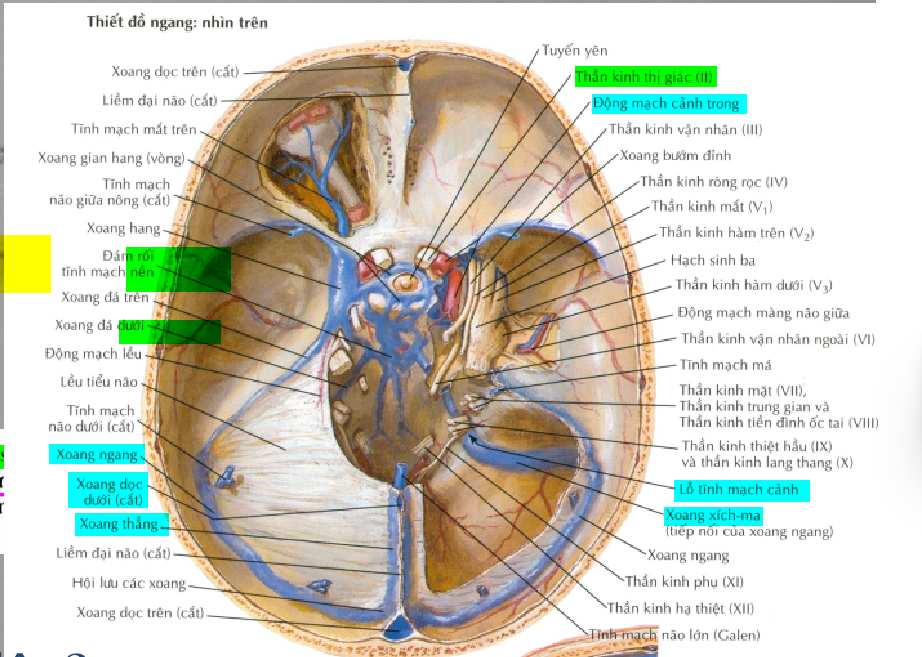 Thiết đồ ngang: nhìn trên
Xoang dọc trên (cắt)
Liềm đại não (cắt)
Tĩnh mạch mắt trên
Xoang gian hang (vòng)
Tĩnh mạch
não giữa nông (cắt)
Xoang hang
Đám rối
tĩnh mạch nền
Xoang đá trên
Xoang đá dưới
Động mạch lều
Lều tiểu não
Tĩnh mạch
não dưới (cắt)
Xoang ngang
Xoang dọc
dưới (cắt)
Xoang thẳng
Liềm đại não (cắt)
Hội lưu các xoang
Xoang dọc trên (cắt)
Tuyến yên
Thần kinh thị giác (II)
Động mạch cảnh trong
Thần kinh vận nhãn (III)
Xoang bướm đỉnh
Thần kinh ròng rọc (IV)
Thần kinh mắt (V₁)
Thần kinh hàm trên (V₂)
Hạch sinh ba
Thần kinh hàm dưới (V₃)
Động mạch màng não giữa
Thần kinh vận nhãn ngoài (VI)
Tĩnh mạch má
Thần kinh mặt (VII),
Thần kinh trung gian và
Thần kinh tiền đình ốc tai (VIII)
Thần kinh thiệt hầu (IX)
và thần kinh lang thang (X)
Lỗ tĩnh mạch cảnh
Xoang xích-ma
(tiếp nối của xoang ngang)
Xoang ngang
Thần kinh phụ (XI)
Thần kinh hạ thiệt (XII)
Tĩnh mạch não lớn (Galen)